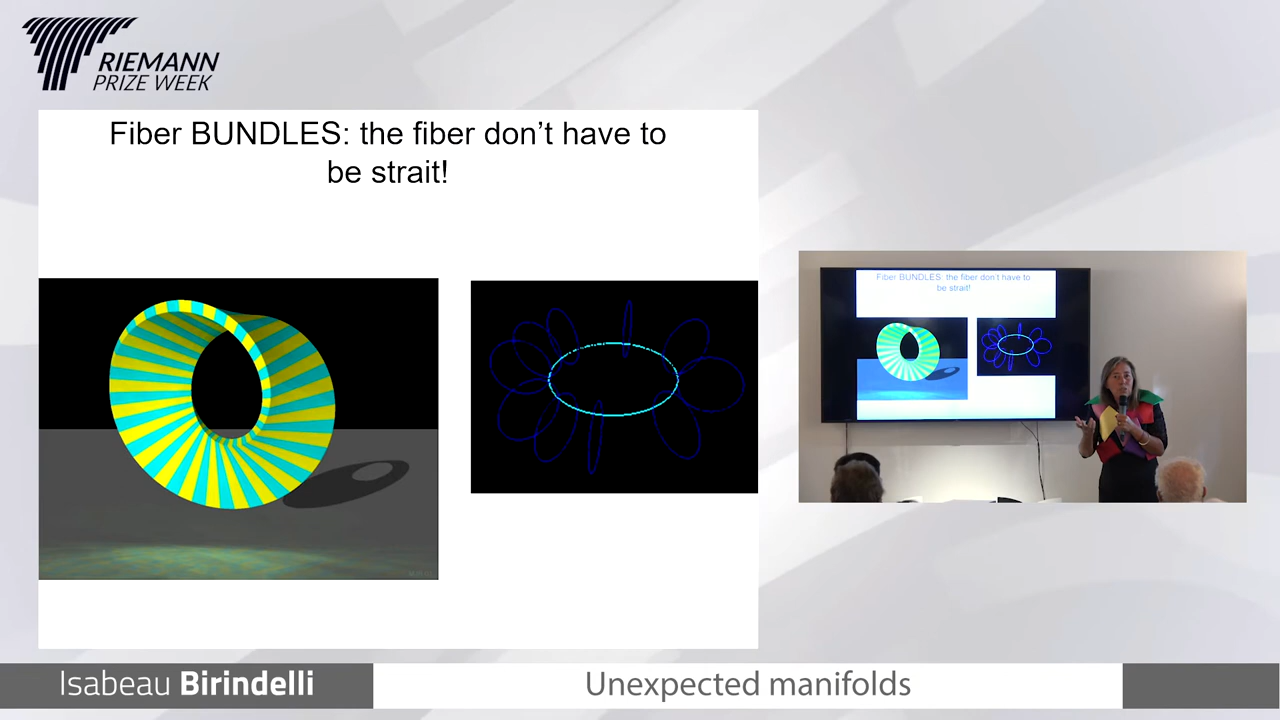 RIEMANN
PRIZE WEEK
Fiber BUNDLES: the fiber don't have to
be strait!
Fiber BUNDLES: the fiber don't have to
be strait!
Isabeau Birindelli
Unexpected manifolds